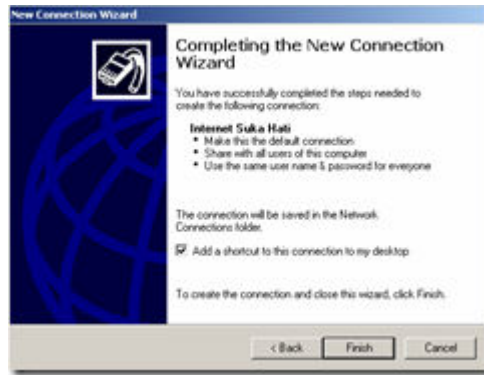 New Connection Wizard
Completing the New Connection
Wizard
You have successfully completed the steps needed to
create the following connection:
Internet Suka Hati
• Make this the default connection
• Share with all users of this computer
• Use the same user name & password for everyone
The connection will be saved in the Network
Connections folder.
Add a shortcut to this connection to my desktop
To create the connection and close this wizard, click Finish.
< Back Finish Cancel